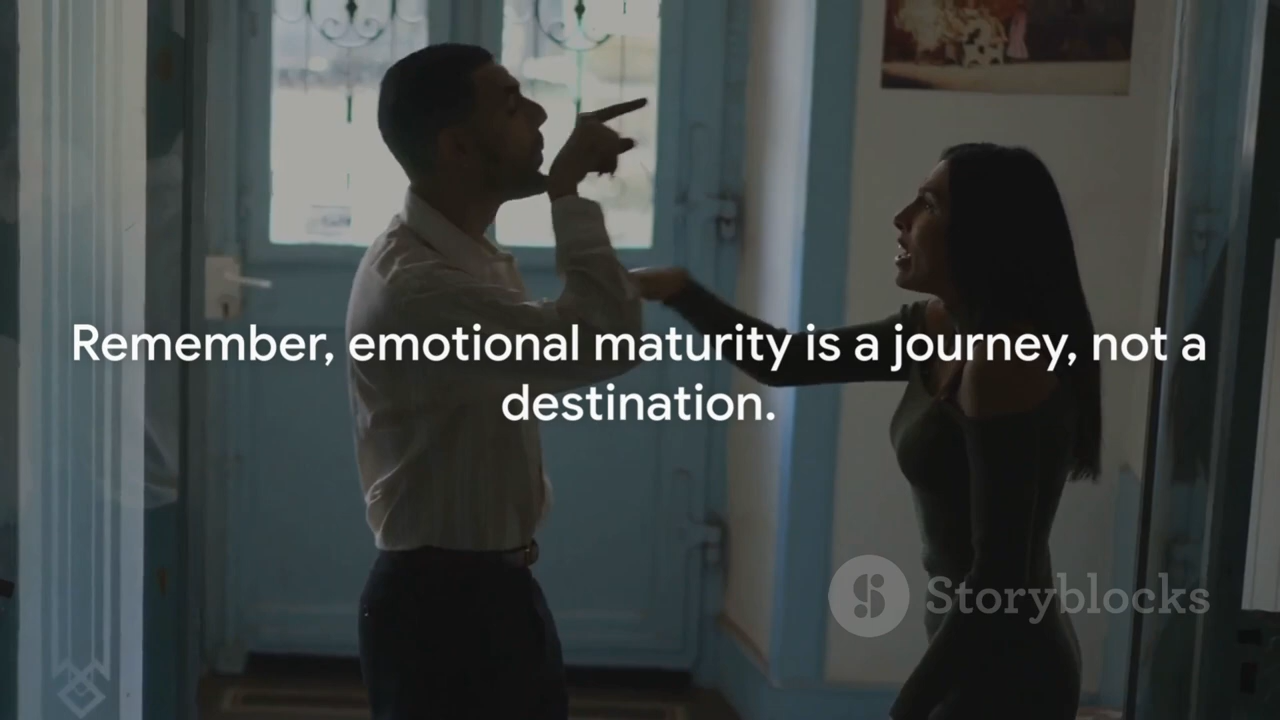 Remember, emotional maturity is a journey, not a
destination.
Storyblocks